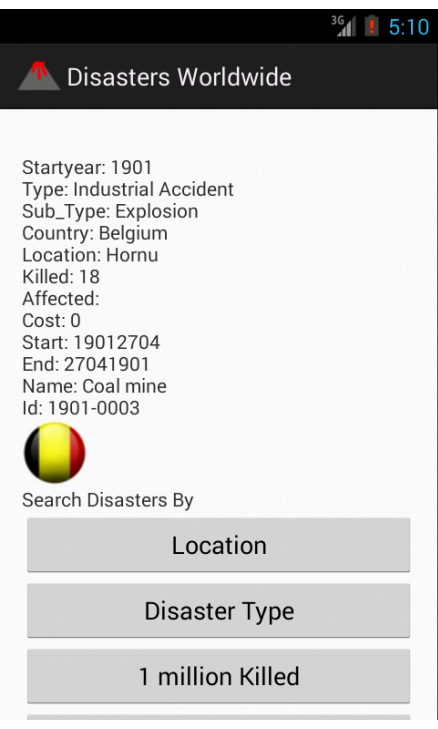 3G 5:10
Disasters Worldwide
Startyear: 1901
Type: Industrial Accident
Sub_Type: Explosion
Country: Belgium
Location: Hornu
Killed: 18
Affected:
Cost: 0
Start: 19012704
End: 27041901
Name: Coal mine
Id: 1901-0003
Search Disasters By
Location
Disaster Type
1 million Killed